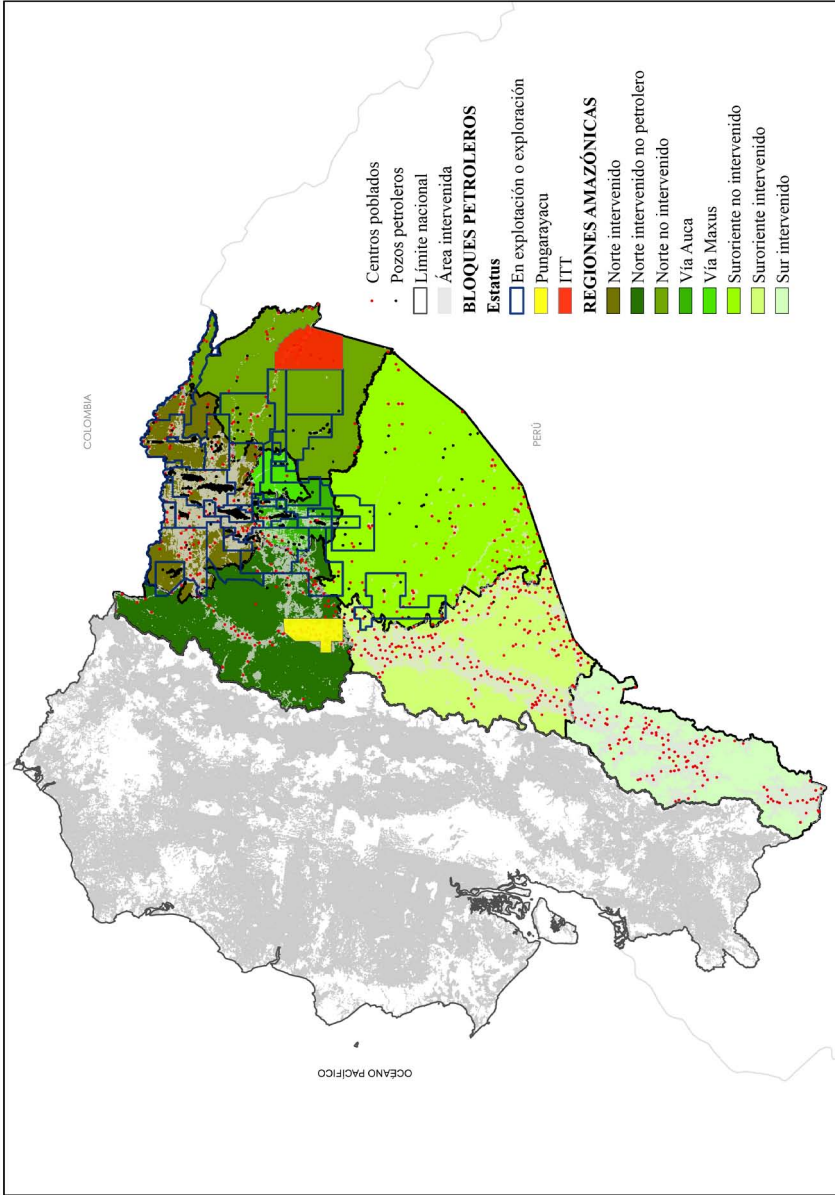 COLOMBIA
PERÚ
OCÉANO PACÍFICO
Centros poblados
Pozos petroleros
Límite nacional
Área intervenida
BLOQUES PETROLEROS
Estatus
En explotación o exploración
Pungarayacu
ITT
REGIONES AMAZÓNICAS
Norte intervenido
Norte intervenido no petrolero
Norte no intervenido
Vía Auca
Vía Maxus
Suroriente no intervenido
Suroriente intervenido
Sur intervenido